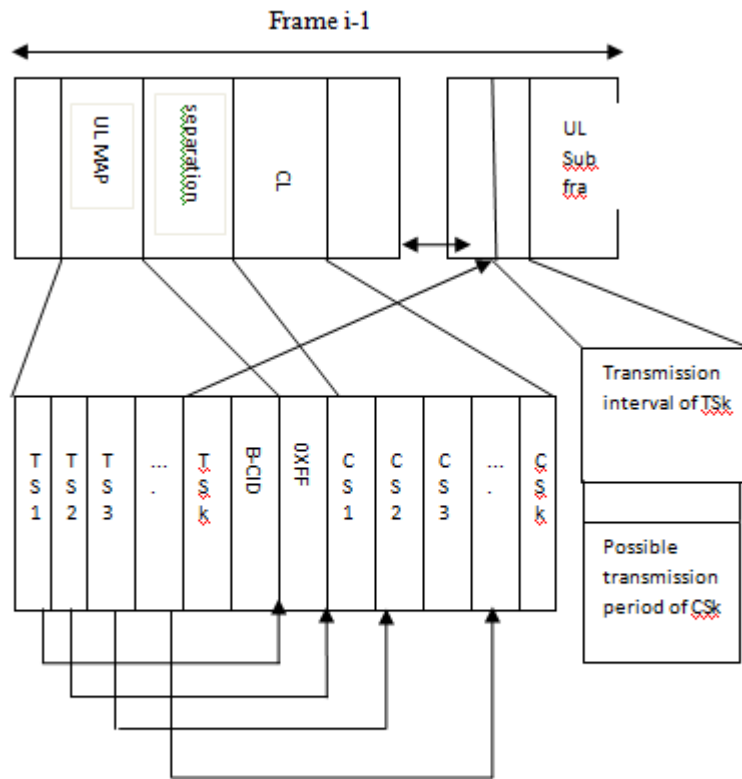 Frame i-1
UL MAP
separation
CL
UL
Sub
fra
T
S
1
T
S
2
T
S
3
...
.
T
S
k
B-CID
0XFF
C
S
1
C
S
2
C
S
3
...
.
C
S
k
Transmission
interval of TSk
Possible
transmission
period of CSk